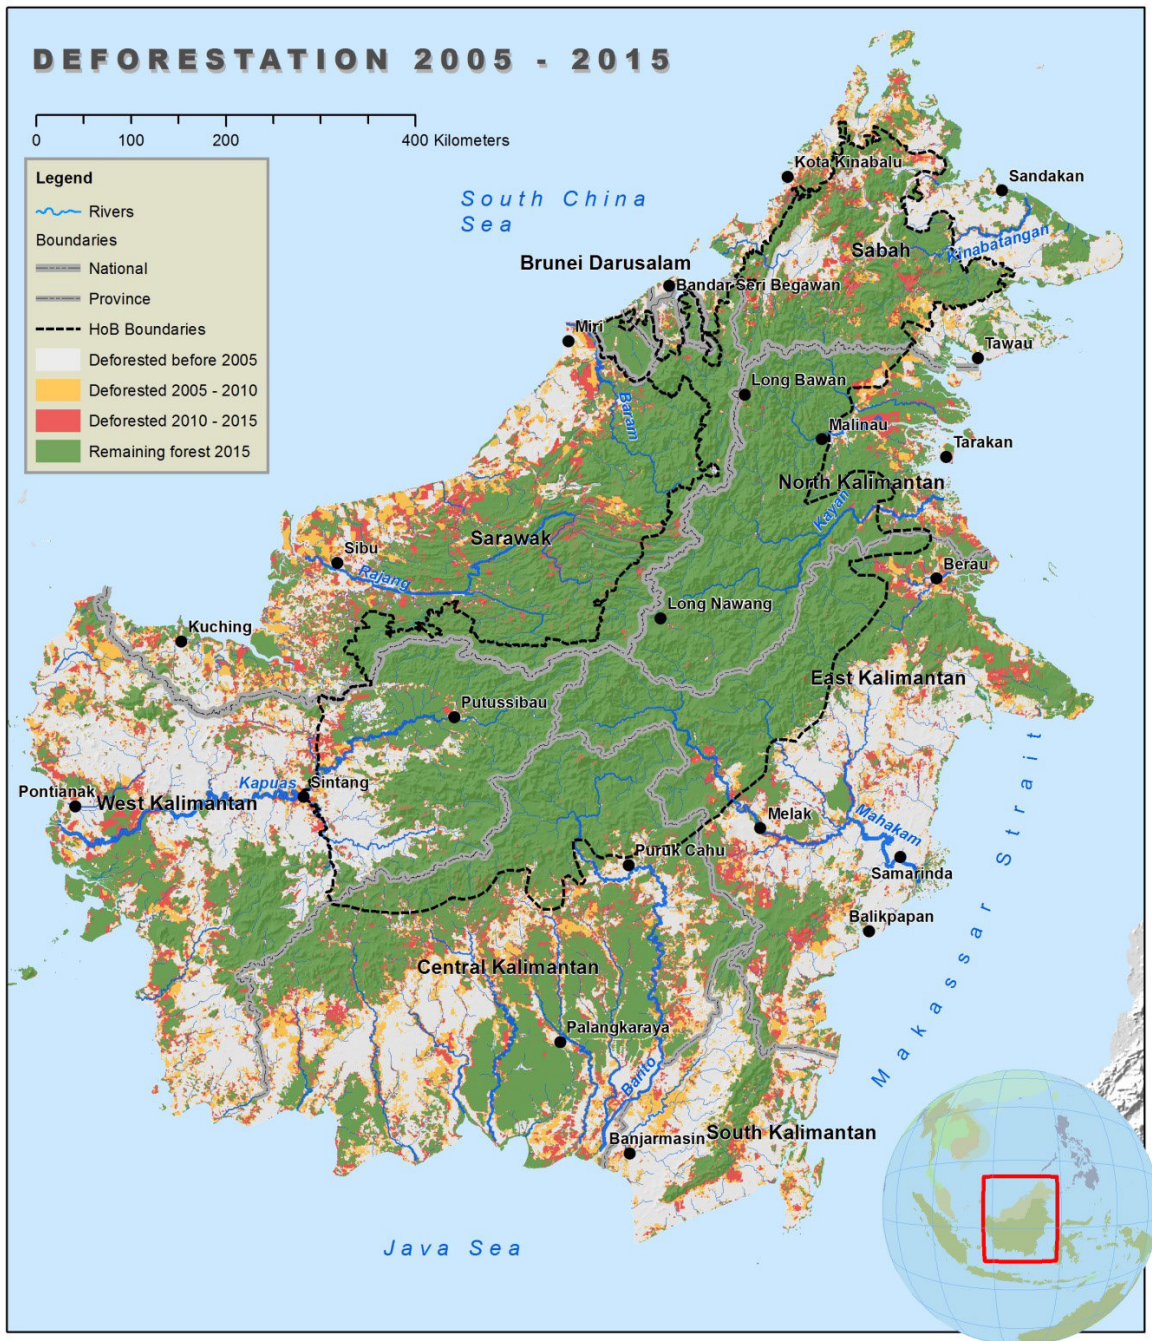 DEFORESTATION 2005 - 2015
0 100 200 400 Kilometers
Legend
Rivers
Boundaries
National
Province
HoB Boundaries
Deforested before 2005
Deforested 2005 - 2010
Deforested 2010 - 2015
Remaining forest 2015
South China
Sea
Kota Kinabalu
Sandakan
Kinabatangan
Sabah
Brunei Darusalam
Bandar Seri Begawan
Miri
Tawau
Long Bawan
Baram
Malinau
Tarakan
North Kalimantan
Kayan
Sarawak
Sibu
Rajang
Berau
Long Nawang
Kuching
East Kalimantan
Putussibau
Kapuas
Sintang
Pontianak
West Kalimantan
Melak
Mahakam
Samarinda
Puruk Cahu
Balikpapan
Makassar Strait
Central Kalimantan
Palangkaraya
Barito
Banjarmasin
South Kalimantan
Java Sea